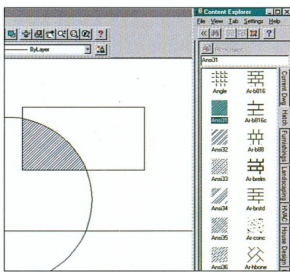 Content Explorer
File View Tab Settings Help
ByLayer
Ansi31
Angle
Ar-b816
Ansi31
Ar-b816c
Ansi32
Ar-b88
Ansi33
Ar-brelm
Ansi34
Ar-brstd
Ansi35
Ar-conc
Ansi36
Ar-hbone
Current Dwg
Hatch
Furnishings
Landscaping
HVAC
House Design